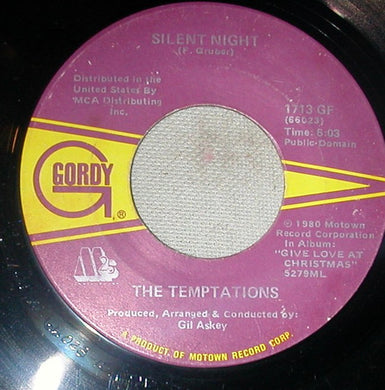 SILENT NIGHT
(F. Gruber)
Distributed in the
United States By
MCA Distributing
Inc.
1713 GF
(66023)
Time: 6:03
Public-Domain
GORDY
G
®
℗ 1980 Motown
Record Corporation
In Album:
"GIVE LOVE AT
CHRISTMAS"
5279ML
M 25
THE TEMPTATIONS
Produced, Arranged & Conducted by:
Gil Askey
A PRODUCT OF MOTOWN RECORD CORP.